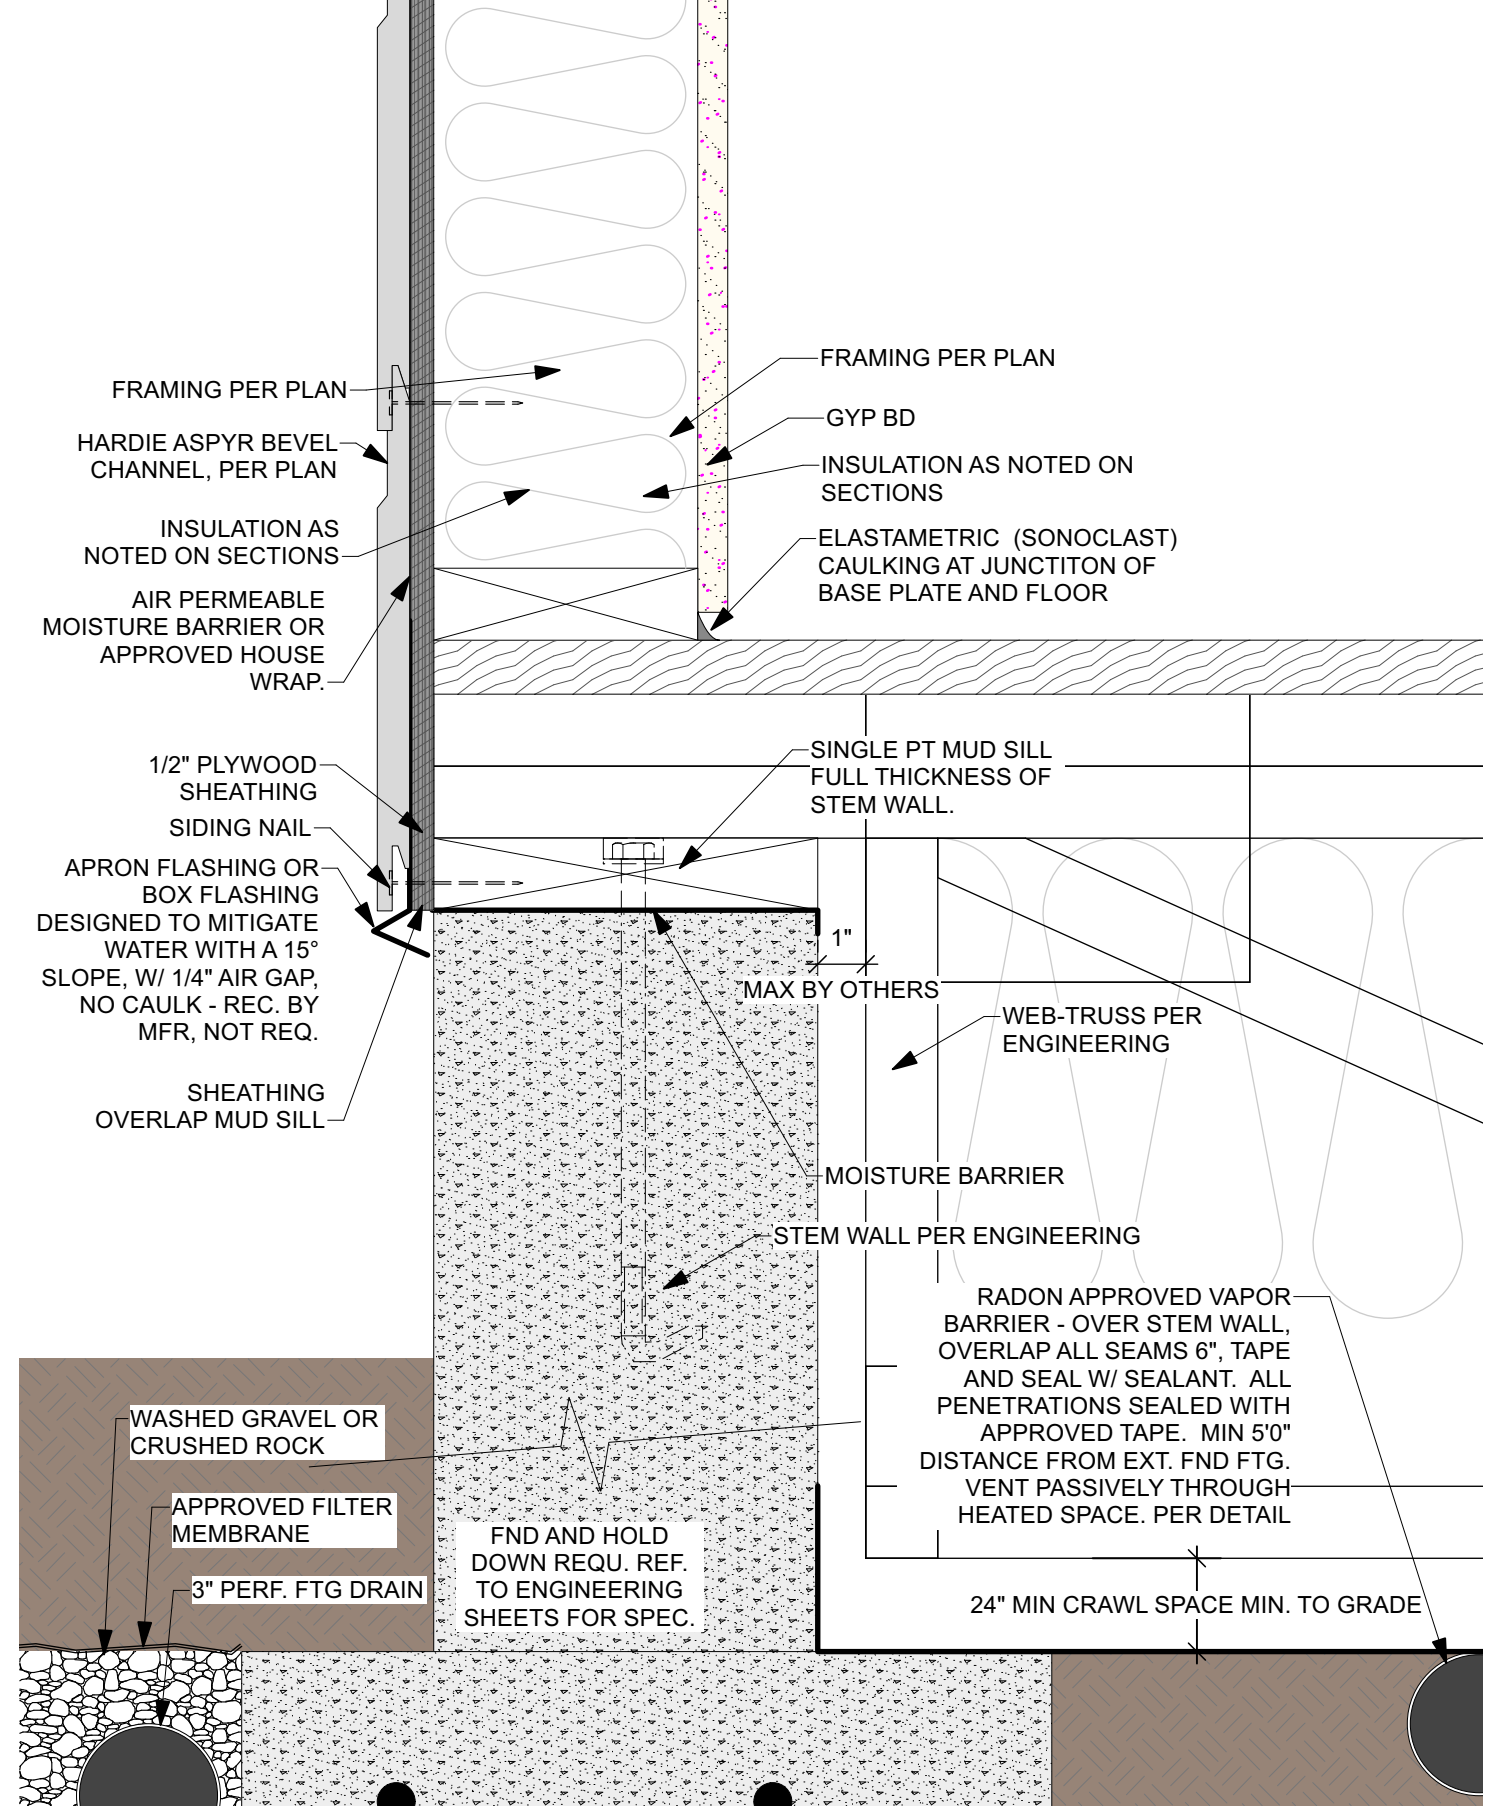 FRAMING PER PLAN
HARDIE ASPYR BEVEL
CHANNEL, PER PLAN
INSULATION AS
NOTED ON SECTIONS
AIR PERMEABLE
MOISTURE BARRIER OR
APPROVED HOUSE
WRAP.
1/2" PLYWOOD
SHEATHING
SIDING NAIL
APRON FLASHING OR
BOX FLASHING
DESIGNED TO MITIGATE
WATER WITH A 15°
SLOPE, W/ 1/4" AIR GAP,
NO CAULK - REC. BY
MFR, NOT REQ.
SHEATHING
OVERLAP MUD SILL
FRAMING PER PLAN
GYP BD
INSULATION AS NOTED ON
SECTIONS
ELASTAMETRIC (SONOCLAST)
CAULKING AT JUNCTITON OF
BASE PLATE AND FLOOR
SINGLE PT MUD SILL
FULL THICKNESS OF
STEM WALL.
1"
MAX BY OTHERS
WEB-TRUSS PER
ENGINEERING
MOISTURE BARRIER
STEM WALL PER ENGINEERING
RADON APPROVED VAPOR
BARRIER - OVER STEM WALL,
OVERLAP ALL SEAMS 6", TAPE
AND SEAL W/ SEALANT. ALL
PENETRATIONS SEALED WITH
APPROVED TAPE. MIN 5'0"
DISTANCE FROM EXT. FND FTG.
VENT PASSIVELY THROUGH
HEATED SPACE. PER DETAIL
24" MIN CRAWL SPACE MIN. TO GRADE
WASHED GRAVEL OR
CRUSHED ROCK
APPROVED FILTER
MEMBRANE
3" PERF. FTG DRAIN
FND AND HOLD
DOWN REQU. REF.
TO ENGINEERING
SHEETS FOR SPEC.